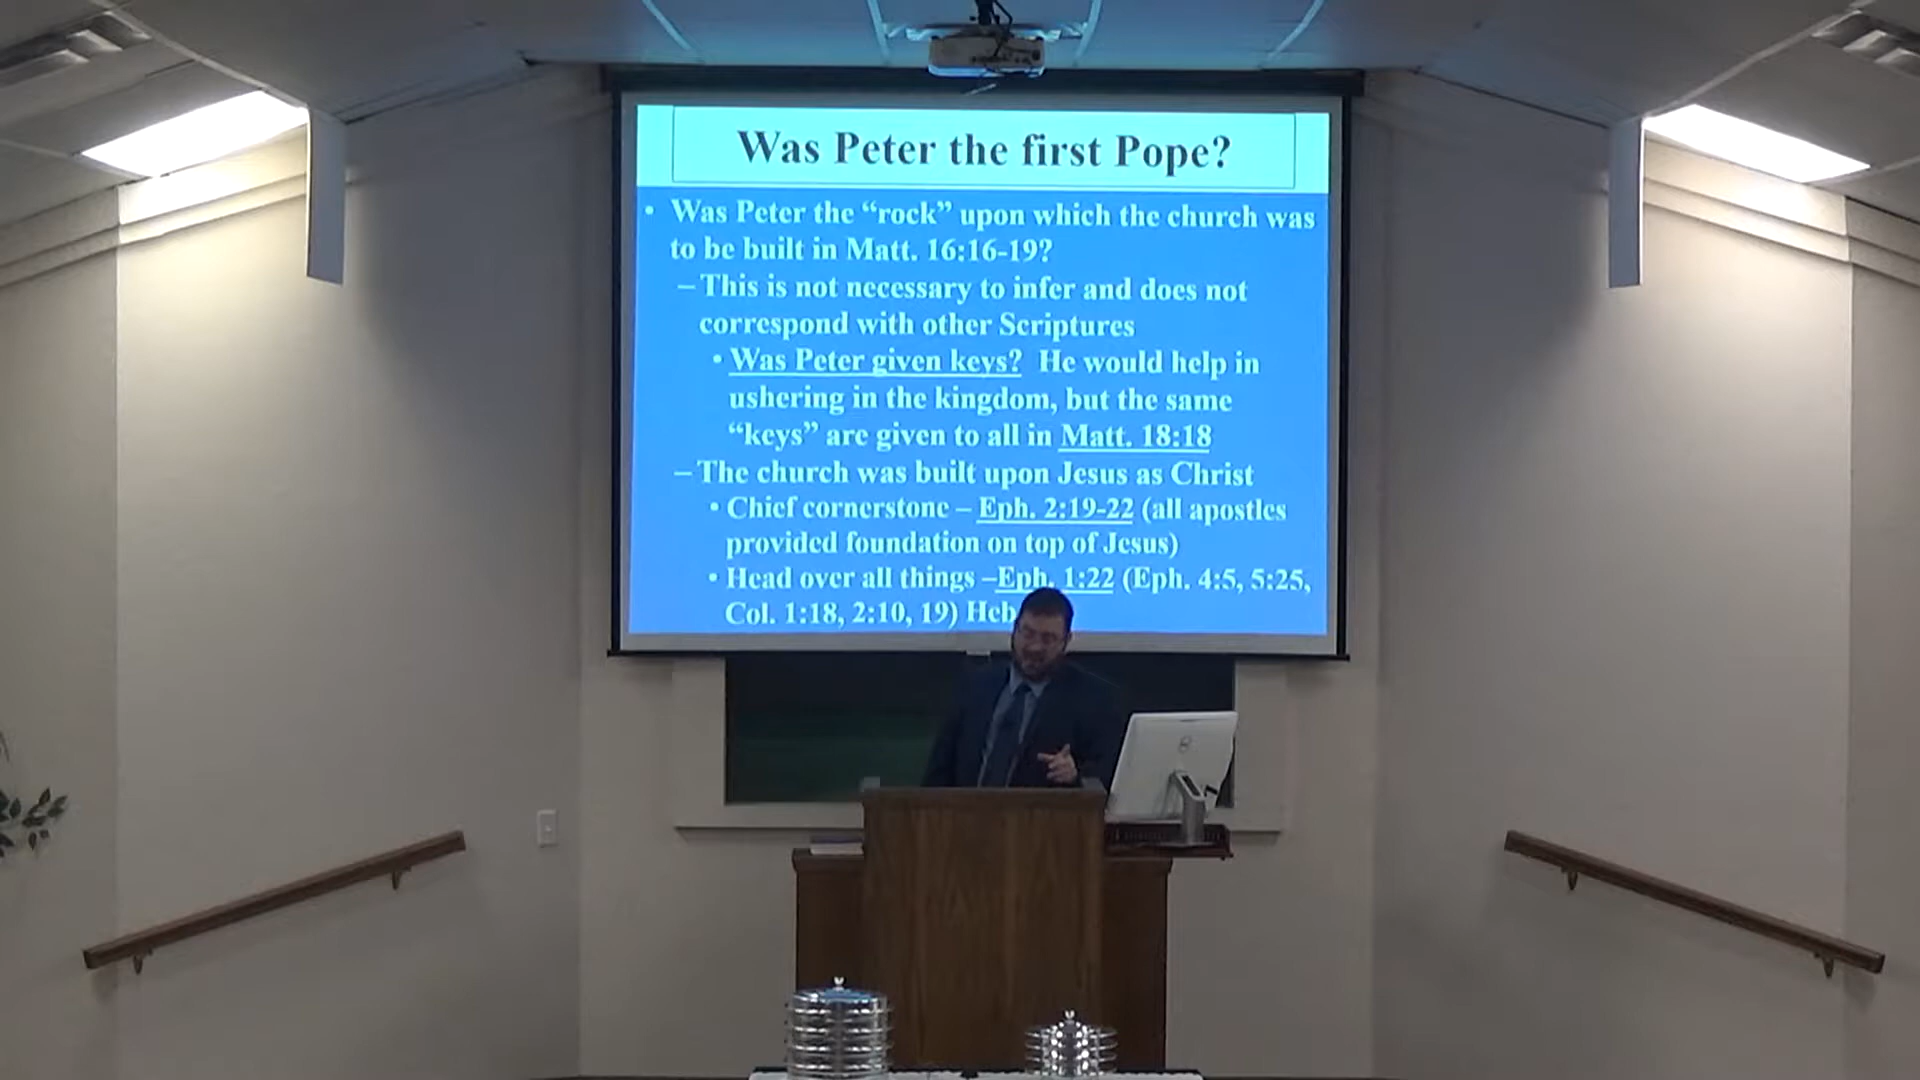 Was Peter the first Pope?
• Was Peter the “rock” upon which the church was
to be built in Matt. 16:16-19?
– This is not necessary to infer and does not
correspond with other Scriptures
• Was Peter given keys? He would help in
ushering in the kingdom, but the same
“keys” are given to all in Matt. 18:18
– The church was built upon Jesus as Christ
• Chief cornerstone – Eph. 2:19-22 (all apostles
provided foundation on top of Jesus)
• Head over all things –Eph. 1:22 (Eph. 4:5, 5:25,
Col. 1:18, 2:10, 19) Heb